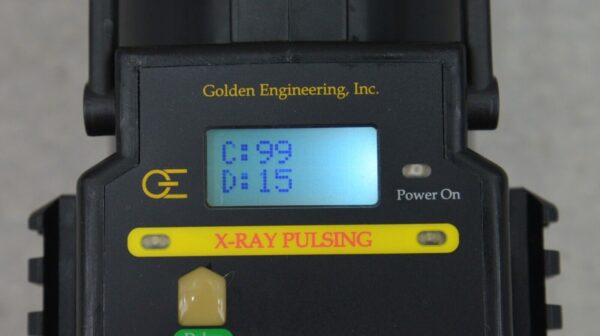 Golden Engineering, Inc.
C:99
D:15
GE
Power On
X-RAY PULSING